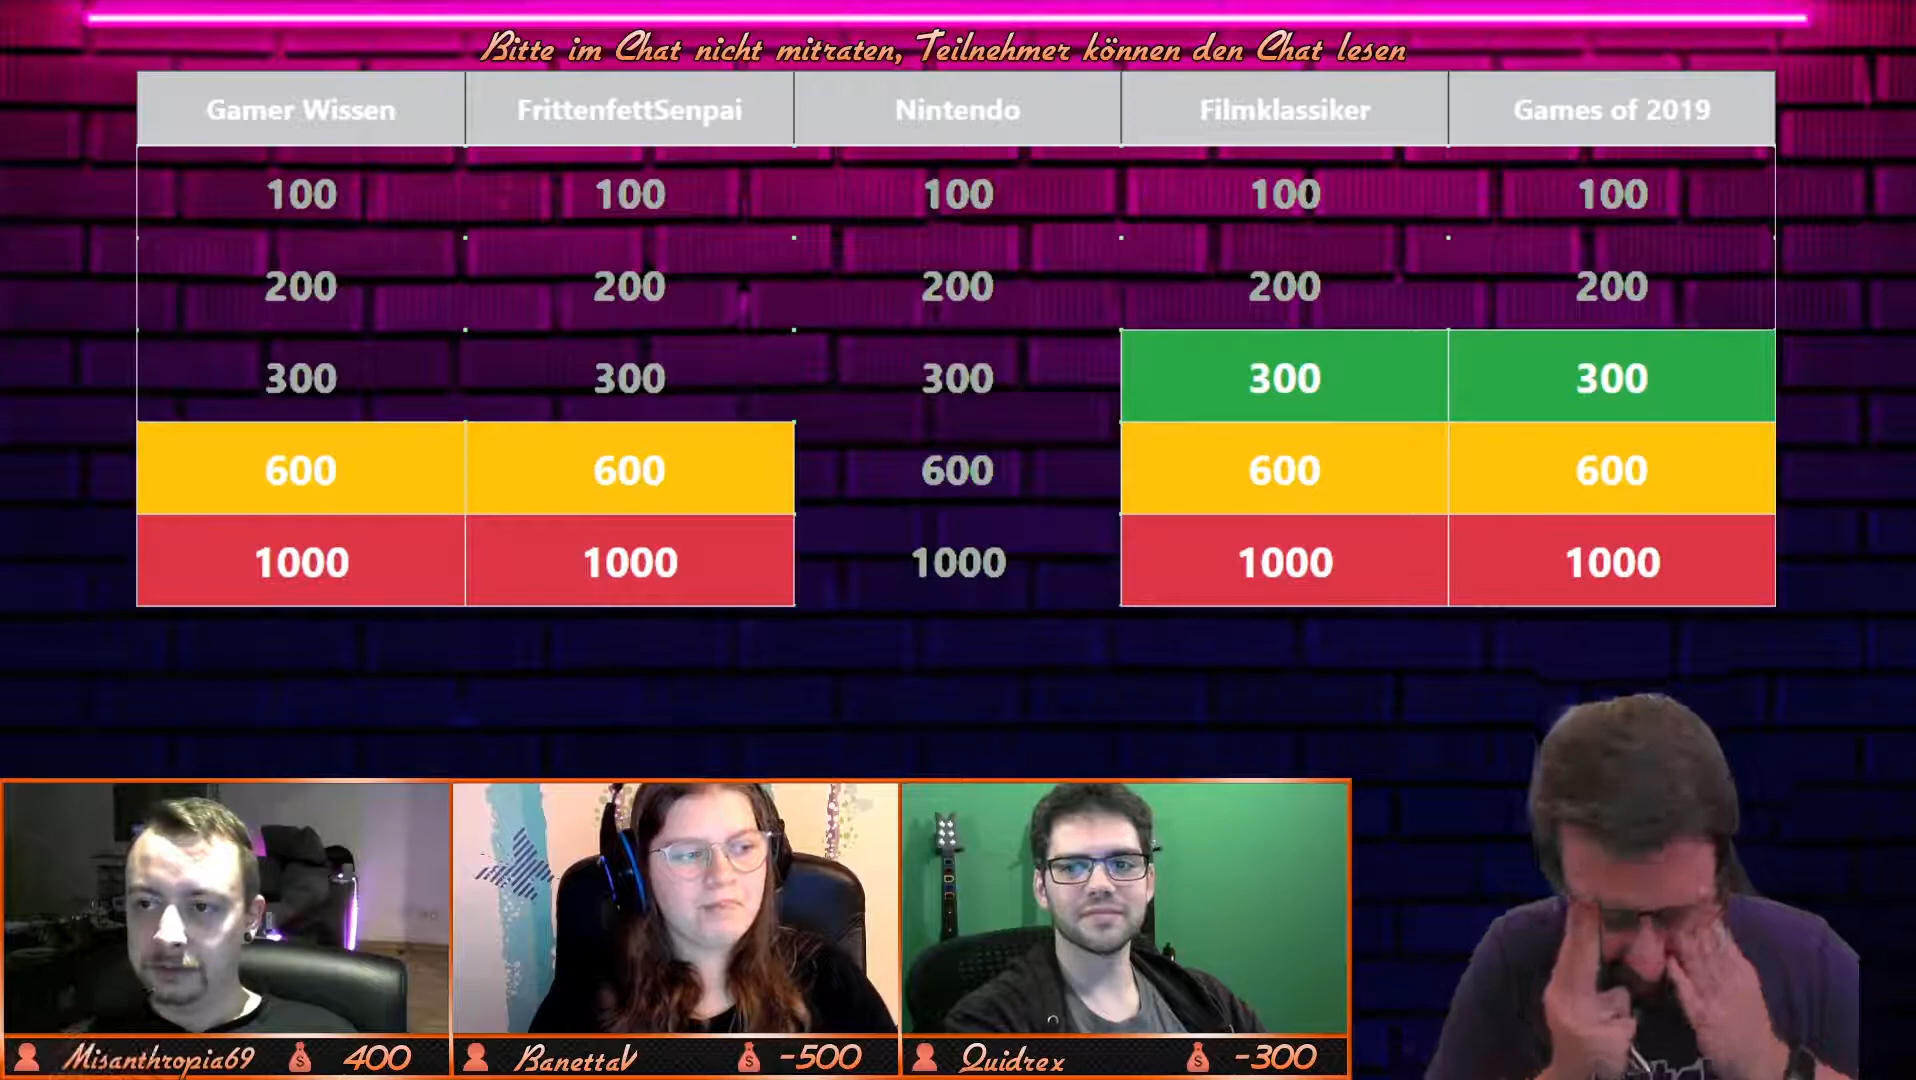 Bitte im Chat nicht mitraten, Teilnehmer können den Chat lesen
Gamer Wissen FrittenfettSenpai Nintendo Filmklassiker Games of 2019
100 100 100 100 100
200 200 200 200 200
300 300 300 300 300
600 600 600 600 600
1000 1000 1000 1000 1000
Misanthropia69 $ 400 BanettaV $ -500 Quidrex $ -300